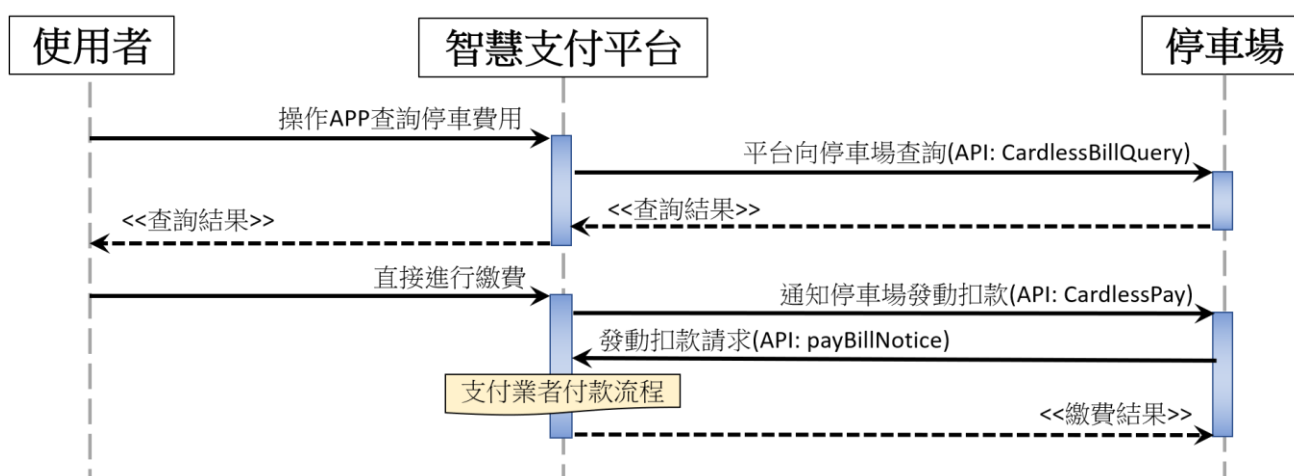 使用者
智慧支付平台
停車場
操作APP查詢停車費用
平台向停車場查詢(API: CardlessBillQuery)
<<查詢結果>>
<<查詢結果>>
直接進行繳費
通知停車場發動扣款(API: CardlessPay)
發動扣款請求(API: payBillNotice)
支付業者付款流程
<<繳費結果>>